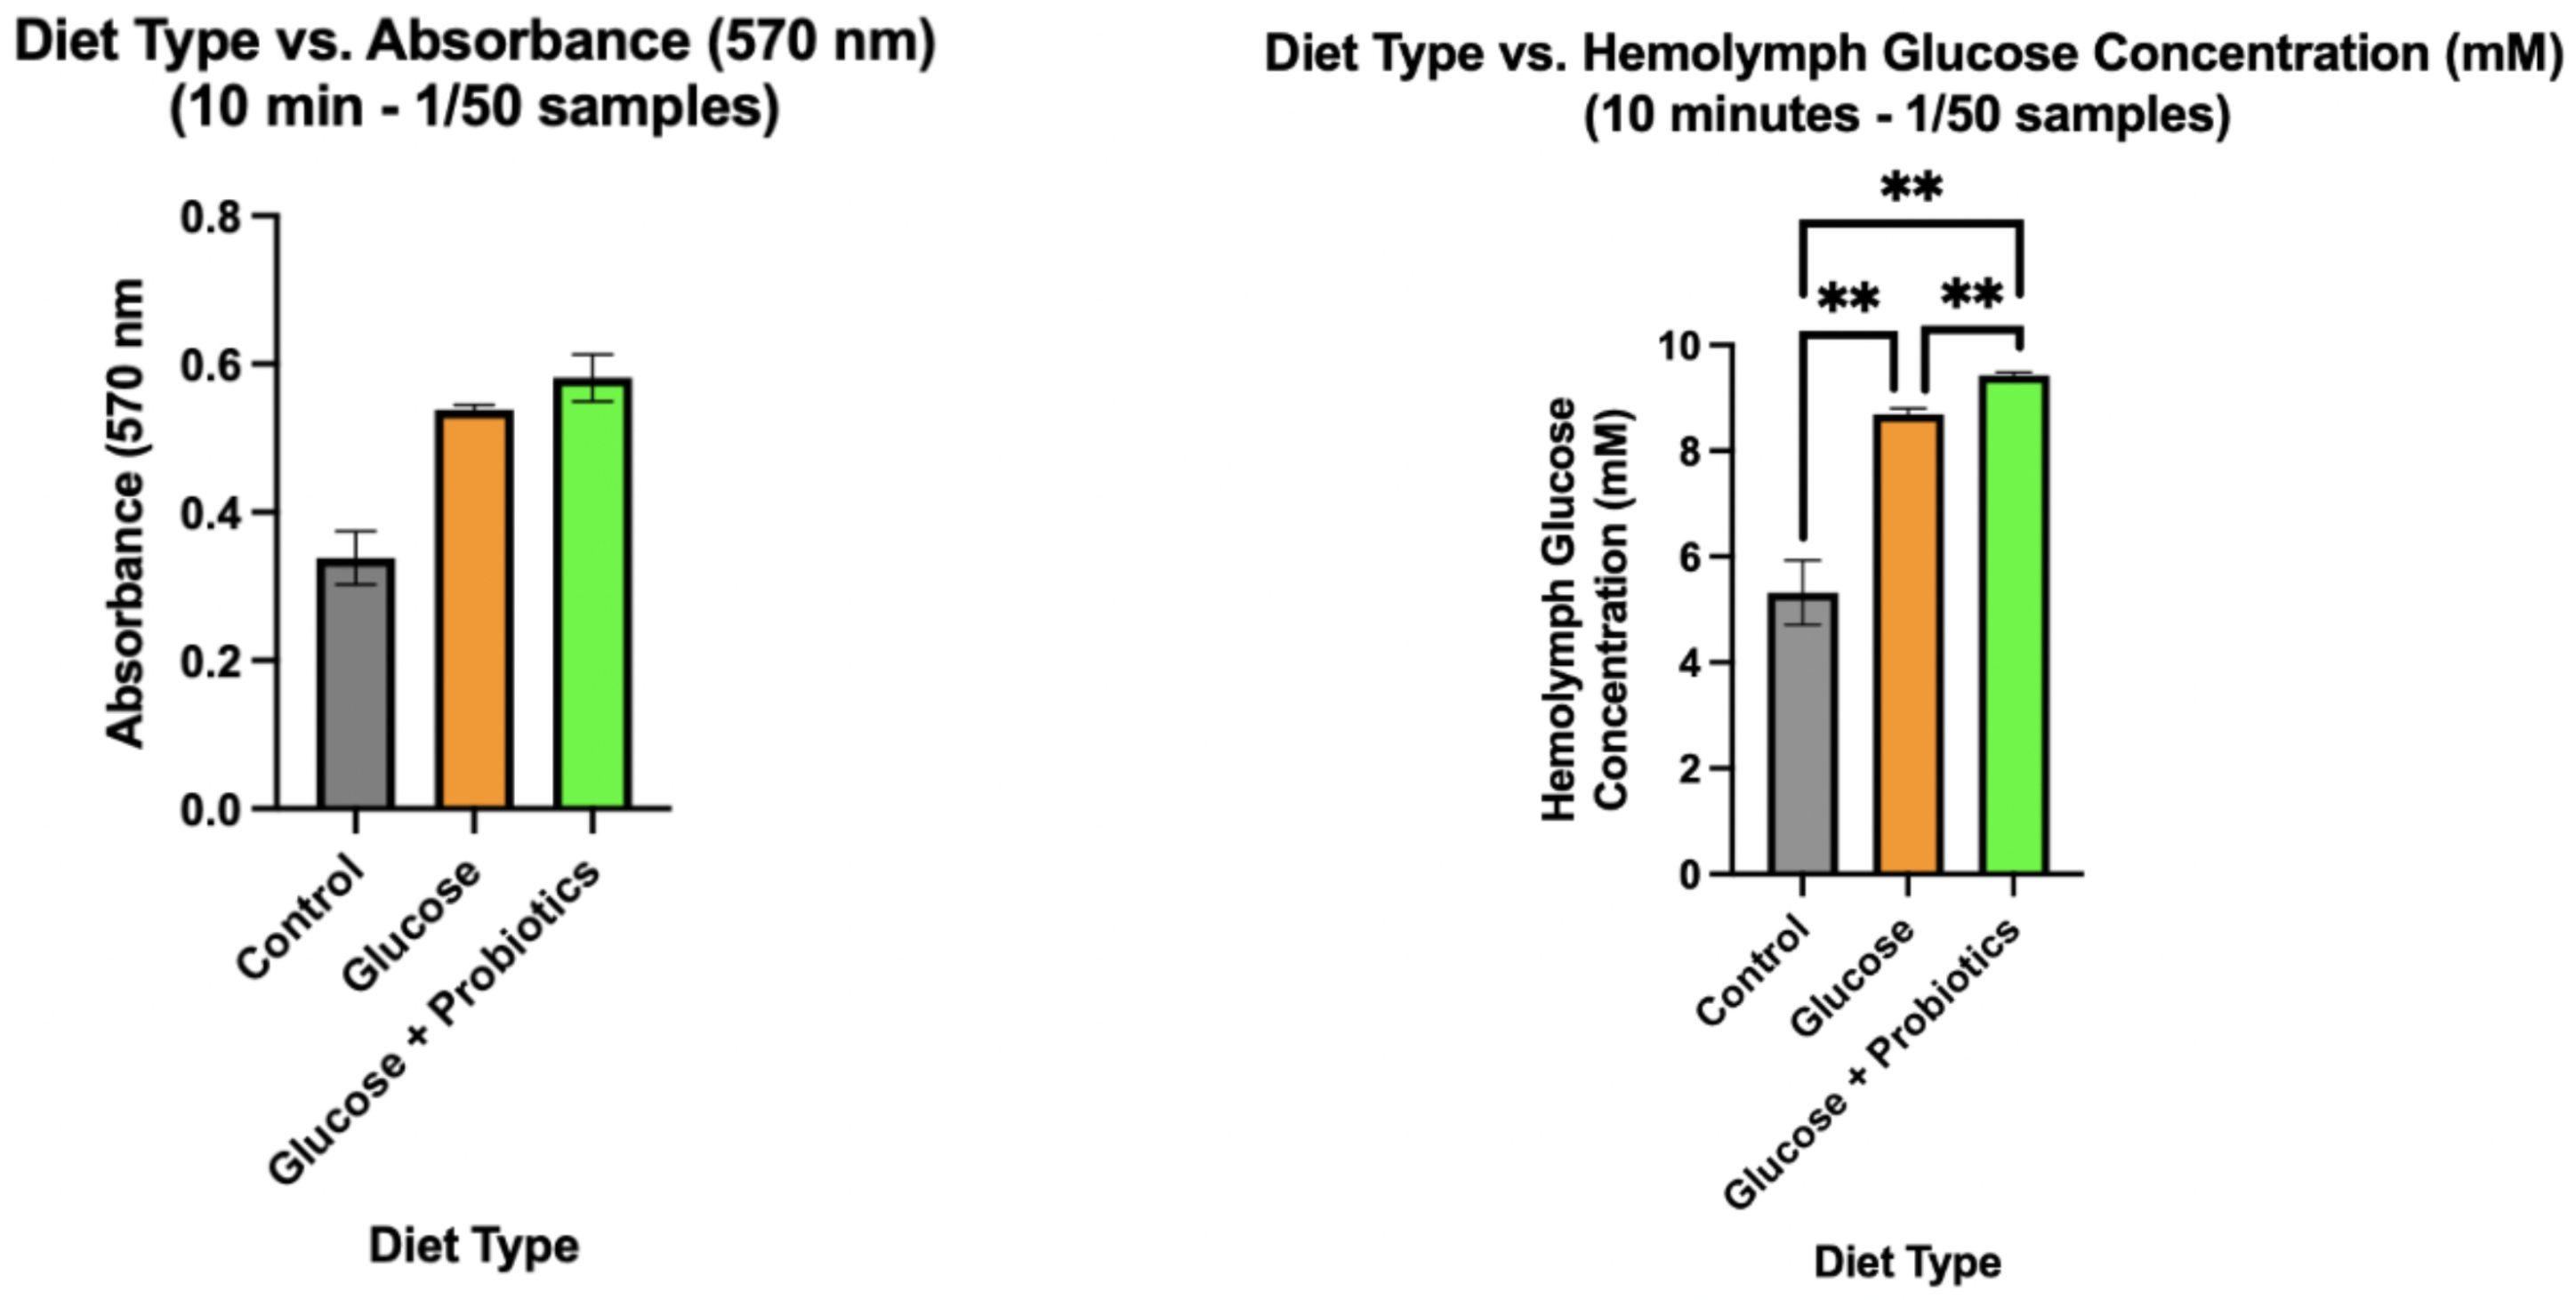 Diet Type vs. Absorbance (570 nm)
(10 min - 1/50 samples)
0.8
0.6
0.4
0.2
0.0
Absorbance (570 nm
Control
Glucose
Glucose + Probiotics
Diet Type
Diet Type vs. Hemolymph Glucose Concentration (mM)
(10 minutes - 1/50 samples)
**
**
**
10
8
6
4
2
0
Hemolymph Glucose
Concentration (mM)
Control
Glucose
Glucose + Probiotics
Diet Type